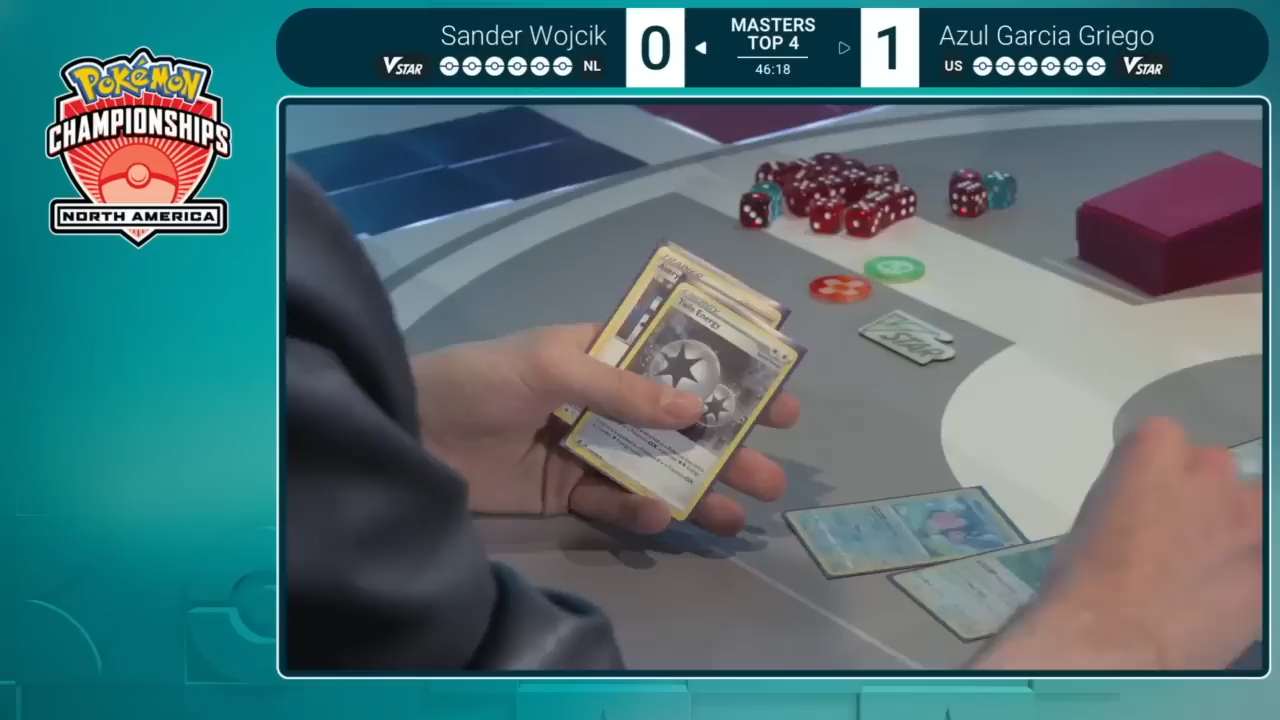 Pokémon
CHAMPIONSHIPS
NORTH AMERICA
Sander Wojcik
VSTAR
NL
0
MASTERS
TOP 4
46:18
1
Azul Garcia Griego
US
VSTAR
TRAINER
Avery
Twin Energy
VSTAR